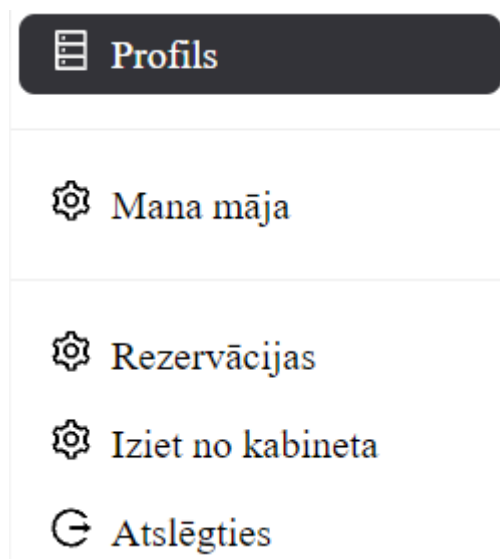 Profils
Mana māja
Rezervācijas
Iziet no kabineta
Atslēgties